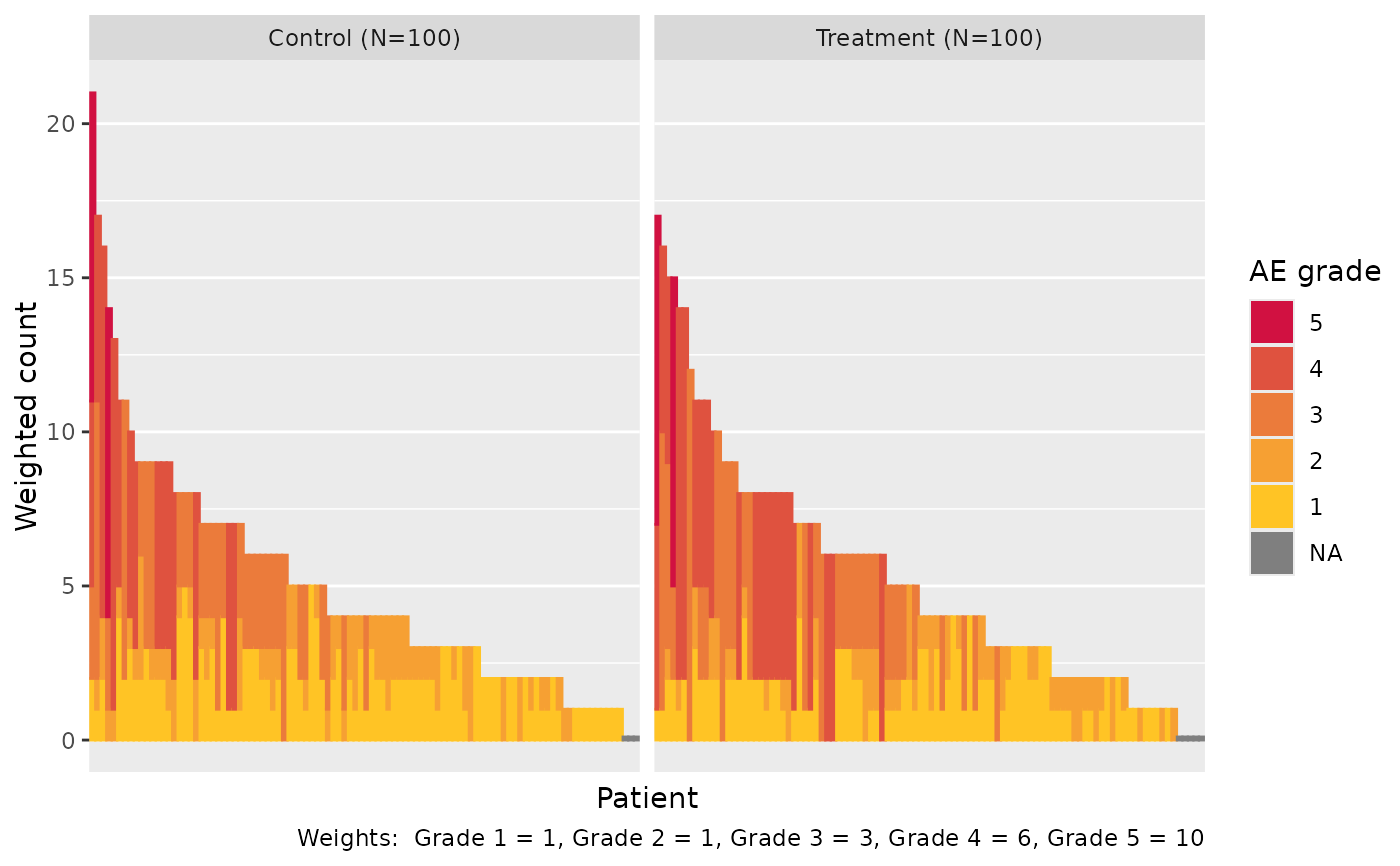 Control (N=100)
Treatment (N=100)
20
15
10
5
0
Weighted count
Patient
Weights:  Grade 1 = 1, Grade 2 = 1, Grade 3 = 3, Grade 4 = 6, Grade 5 = 10
AE grade
5
4
3
2
1
NA